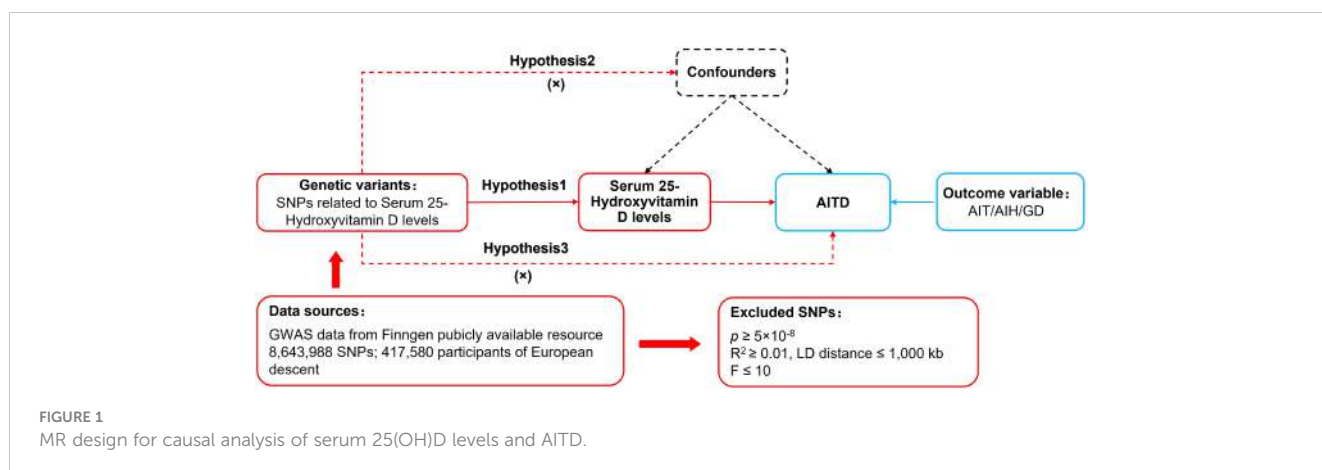 Hypothesis2
(×)
Confounders
Genetic variants：
SNPs related to Serum 25-
Hydroxyvitamin D levels
Hypothesis1
Serum 25-
Hydroxyvitamin
D levels
AITD
Outcome variable：
AIT/AIH/GD
Hypothesis3
(×)
Data sources：
GWAS data from Finngen pubicly available resource
8,643,988 SNPs; 417,580 participants of European
descent
Excluded SNPs：
p ≥ 5×10⁻⁸
R² ≥ 0.01, LD distance ≤ 1,000 kb
F ≤ 10
FIGURE 1
MR design for causal analysis of serum 25(OH)D levels and AITD.